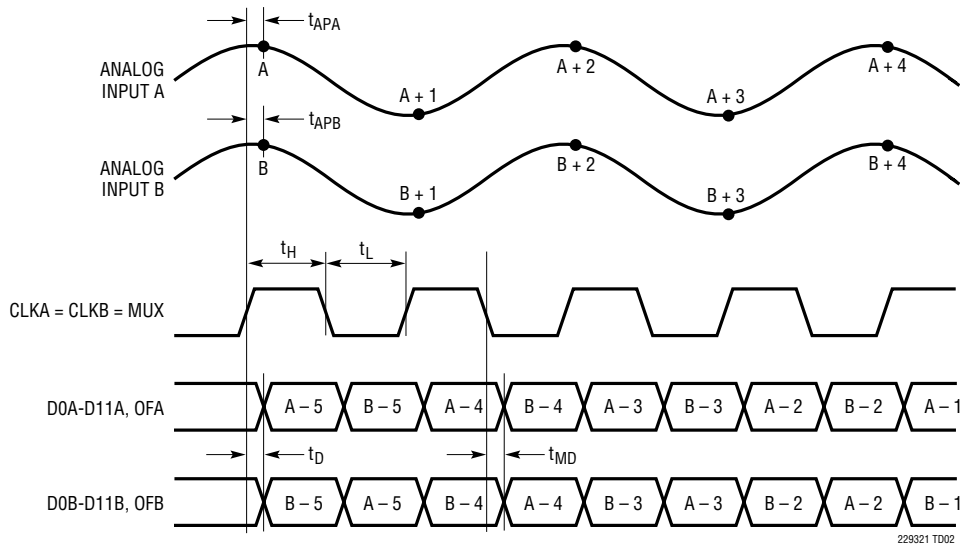 tAPA
ANALOG
INPUT A
A
A + 1
A + 2
A + 3
A + 4
tAPB
ANALOG
INPUT B
B
B + 1
B + 2
B + 3
B + 4
tH
tL
CLKA = CLKB = MUX
D0A-D11A, OFA
A – 5
B – 5
A – 4
B – 4
A – 3
B – 3
A – 2
B – 2
A – 1
tD
tMD
D0B-D11B, OFB
B – 5
A – 5
B – 4
A – 4
B – 3
A – 3
B – 2
A – 2
B – 1
229321 TD02